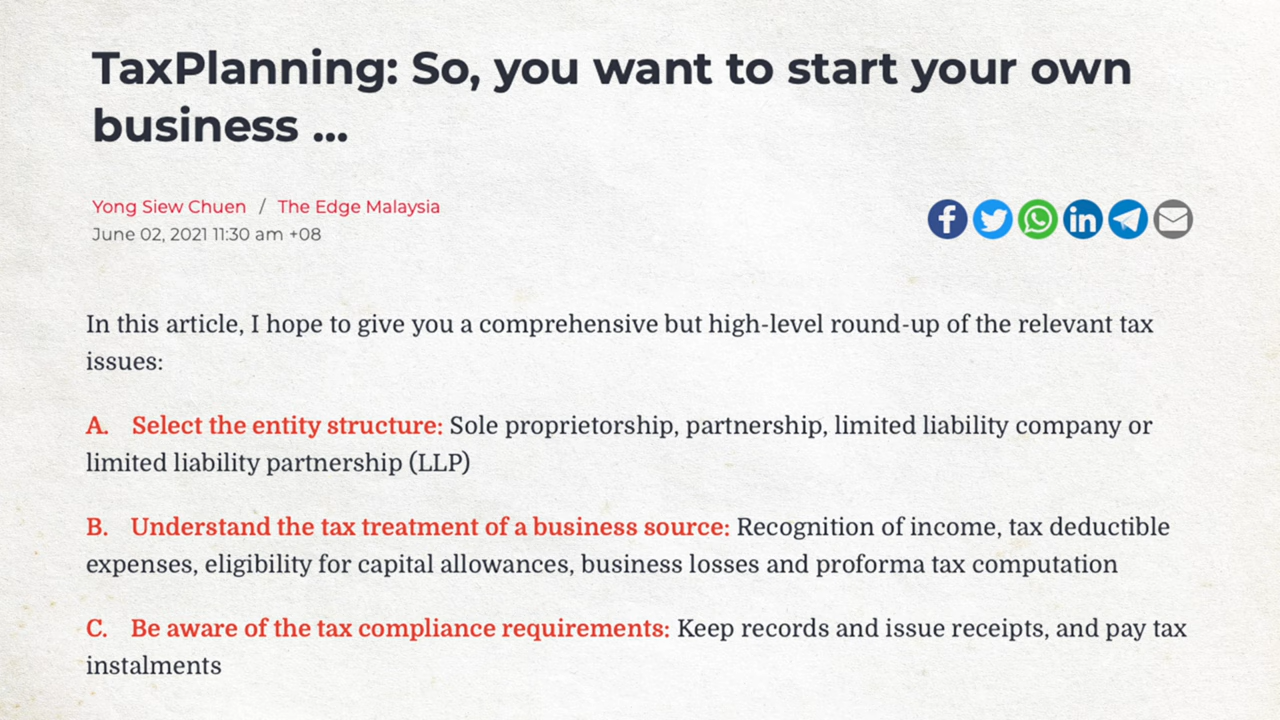 TaxPlanning: So, you want to start your own
business ...
Yong Siew Chuen / The Edge Malaysia
June 02, 2021 11:30 am +08
f in
In this article, I hope to give you a comprehensive but high-level round-up of the relevant tax
issues:
A. Select the entity structure: Sole proprietorship, partnership, limited liability company or
limited liability partnership (LLP)
B. Understand the tax treatment of a business source: Recognition of income, tax deductible
expenses, eligibility for capital allowances, business losses and proforma tax computation
C. Be aware of the tax compliance requirements: Keep records and issue receipts, and pay tax
instalments